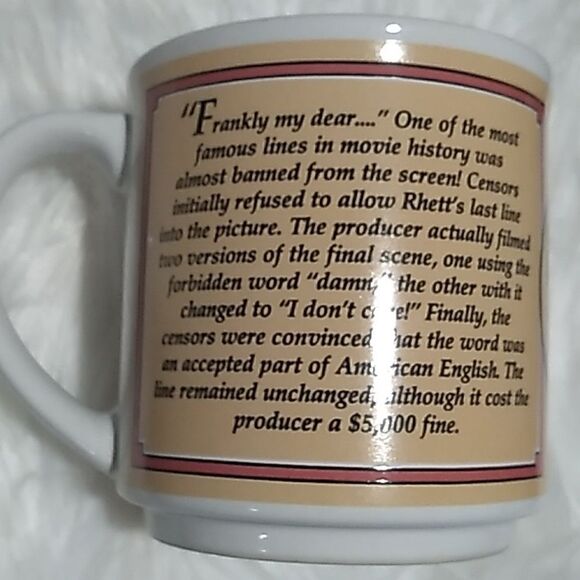 "Frankly my dear...." One of the most
famous lines in movie history was
almost banned from the screen! Censors
initially refused to allow Rhett's last line
into the picture. The producer actually filmed
two versions of the final scene, one using the
forbidden word "damn," the other with it
changed to "I don't care!" Finally, the
censors were convinced that the word was
an accepted part of American English. The
line remained unchanged, although it cost the
producer a $5,000 fine.